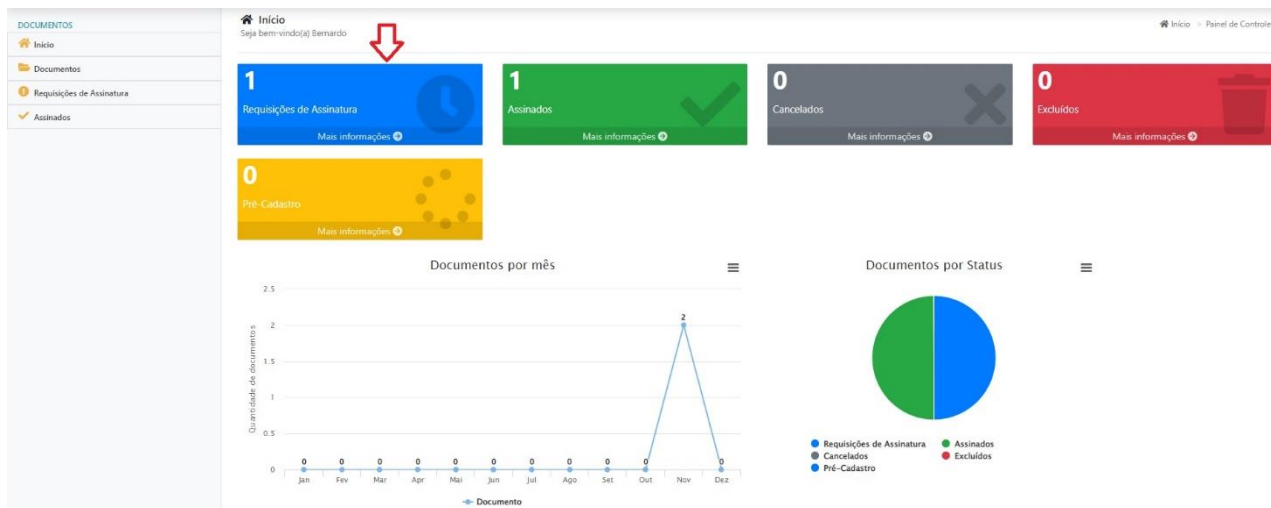 DOCUMENTOS
Início
Documentos
Requisições de Assinatura
Assinados
Início
Seja bem-vindo(a) Bernardo
Início > Painel de Controle
1
Requisições de Assinatura
Mais informações
1
Assinados
Mais informações
0
Cancelados
Mais informações
0
Excluídos
Mais informações
0
Pré-Cadastro
Mais informações
Documentos por mês
Quantidade de documentos
2.5
2
1.5
1
0.5
0
0 0 0 0 0 0 0 0 0 0 2 0
Jan Fev Mar Apr Mai Jun Jul Ago Set Out Nov Dez
Documento
Documentos por Status
Requisições de Assinatura Assinados
Cancelados Excluídos
Pré-Cadastro